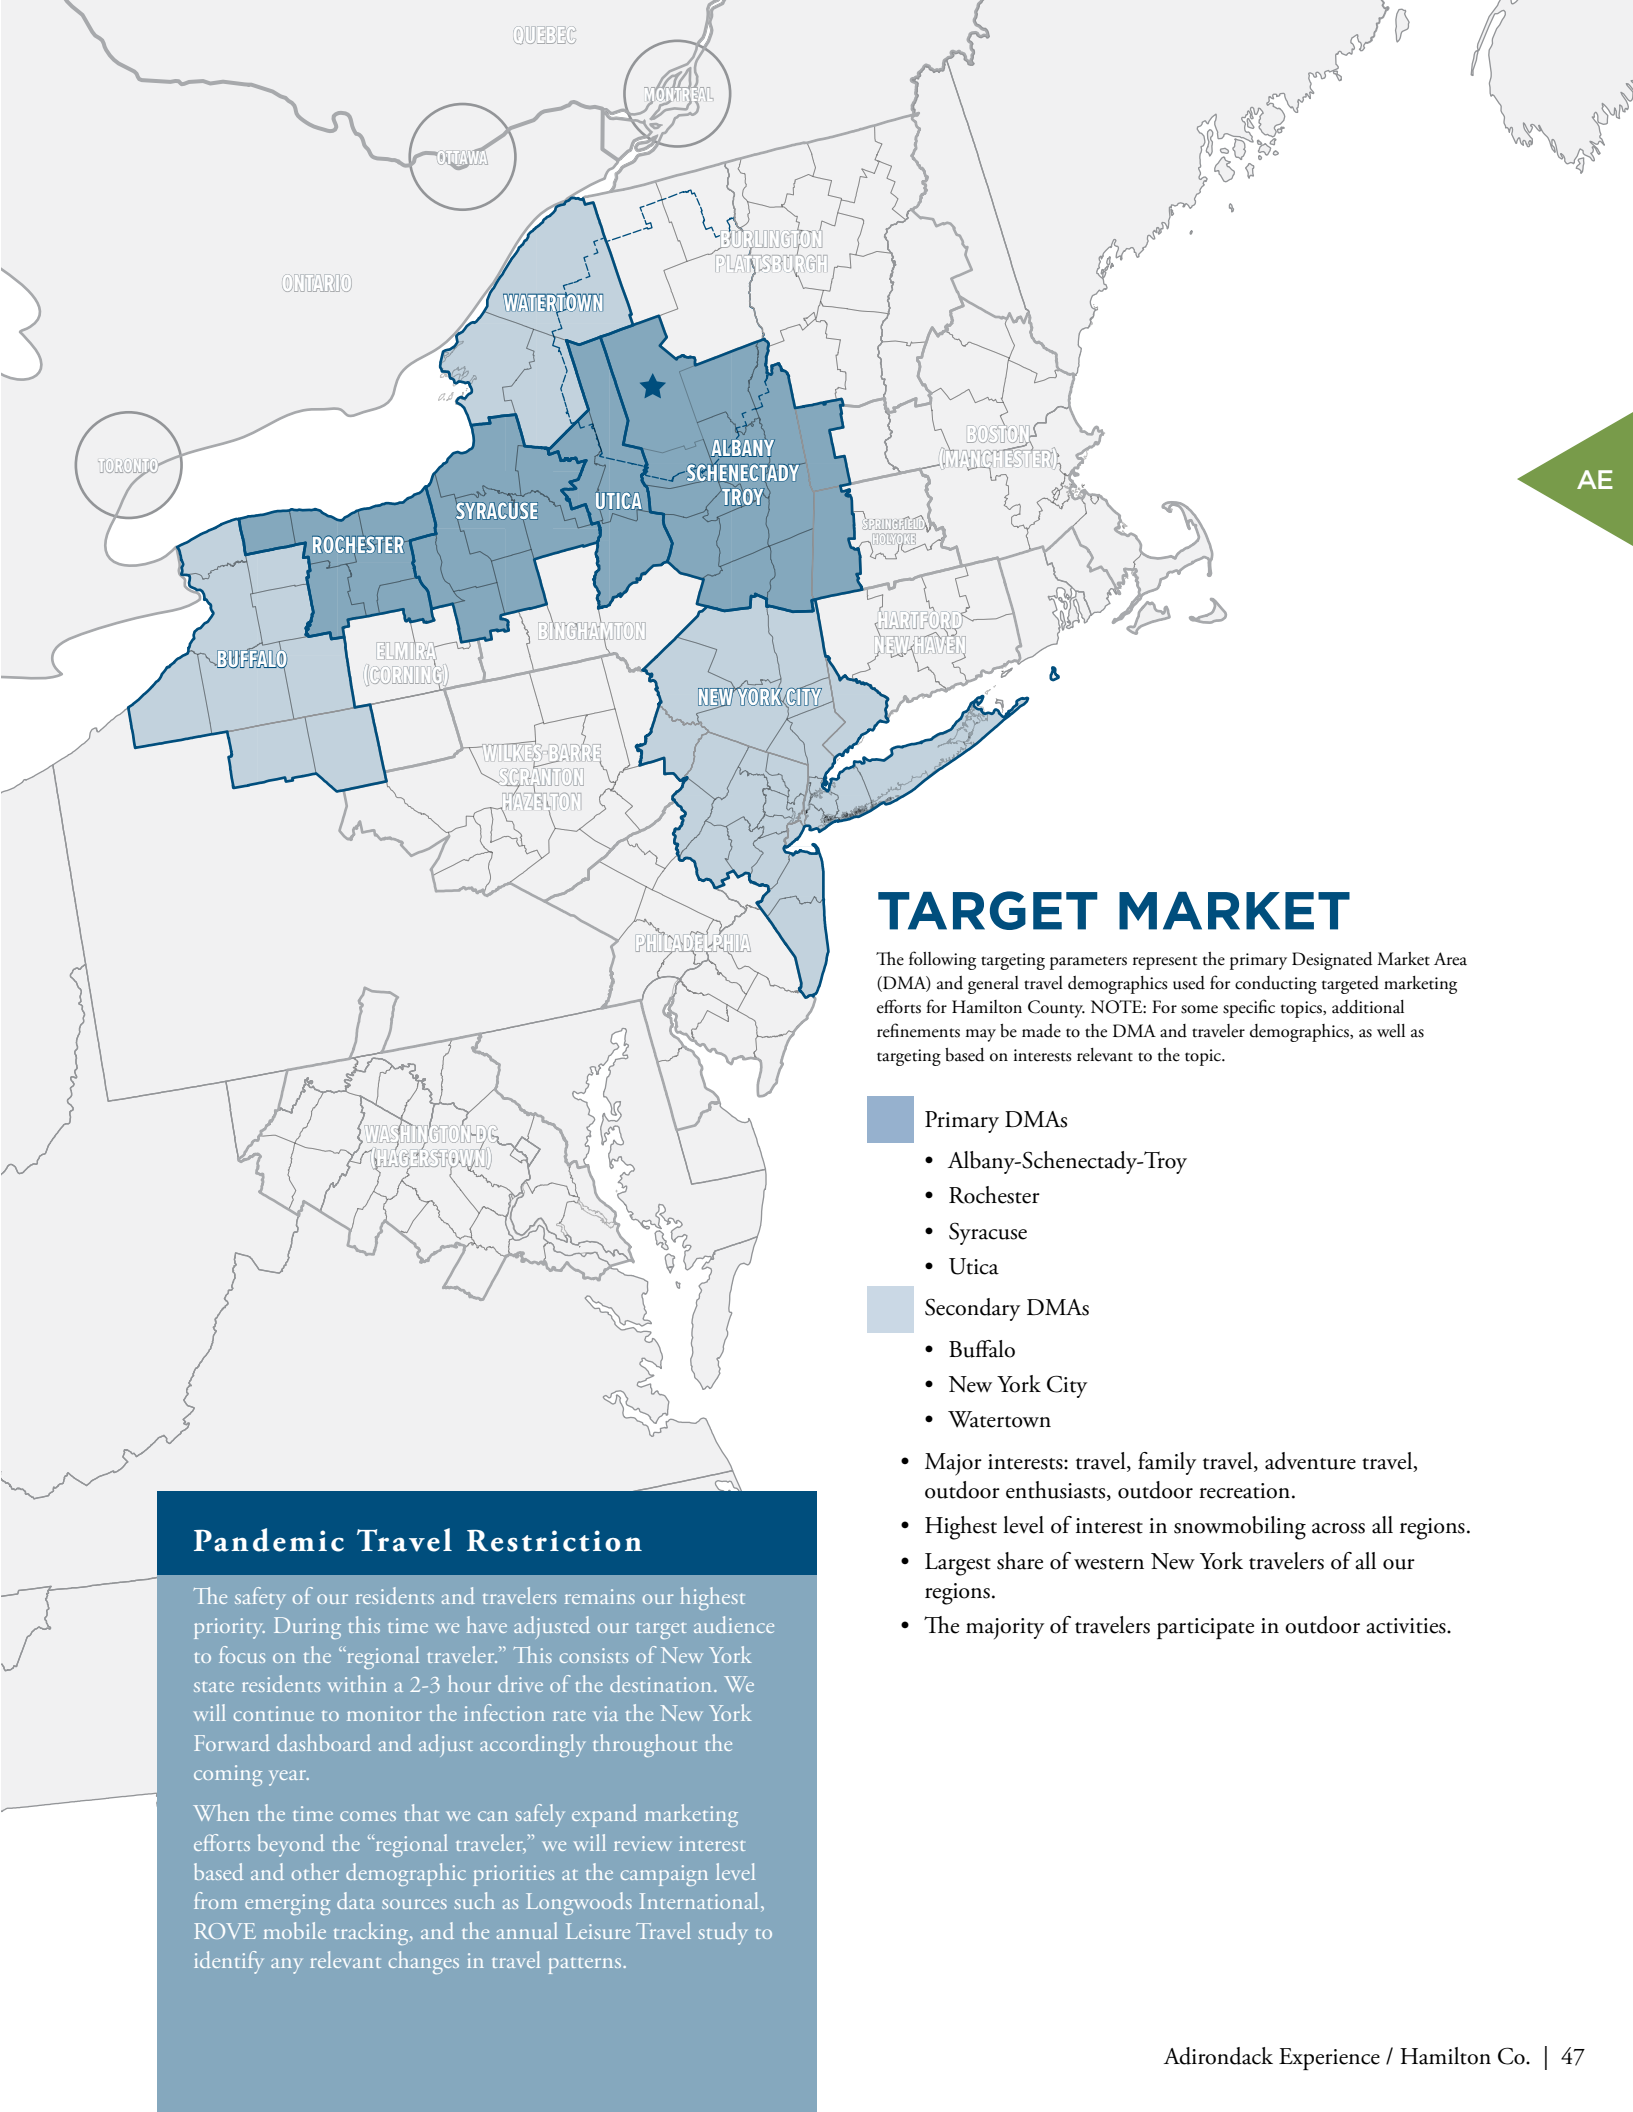 QUEBEC
MONTREAL
OTTAWA
BURLINGTON
PLATTSBURGH
ONTARIO
WATERTOWN
BOSTON
(MANCHESTER)
ALBANY
SCHENECTADY
TROY
TORONTO
AE
SYRACUSE
UTICA
SPRINGFIELD
HOLYOKE
ROCHESTER
HARTFORD
NEW HAVEN
BINGHAMTON
ELMIRA
(CORNING)
BUFFALO
NEW YORK CITY
WILKES-BARRE
SCRANTON
HAZELTON
PHILADELPHIA
WASHINGTON DC
(HAGERSTOWN)
TARGET MARKET
The following targeting parameters represent the primary Designated Market Area
(DMA) and general travel demographics used for conducting targeted marketing
efforts for Hamilton County. NOTE: For some specific topics, additional
refinements may be made to the DMA and traveler demographics, as well as
targeting based on interests relevant to the topic.
Primary DMAs
• Albany-Schenectady-Troy
• Rochester
• Syracuse
• Utica
Secondary DMAs
• Buffalo
• New York City
• Watertown
• Major interests: travel, family travel, adventure travel,
outdoor enthusiasts, outdoor recreation.
• Highest level of interest in snowmobiling across all regions.
• Largest share of western New York travelers of all our
regions.
• The majority of travelers participate in outdoor activities.
Pandemic Travel Restriction
The safety of our residents and travelers remains our highest
priority. During this time we have adjusted our target audience
to focus on the “regional traveler.” This consists of New York
state residents within a 2-3 hour drive of the destination. We
will continue to monitor the infection rate via the New York
Forward dashboard and adjust accordingly throughout the
coming year.
When the time comes that we can safely expand marketing
efforts beyond the “regional traveler,” we will review interest
based and other demographic priorities at the campaign level
from emerging data sources such as Longwoods International,
ROVE mobile tracking, and the annual Leisure Travel study to
identify any relevant changes in travel patterns.
Adirondack Experience / Hamilton Co. | 47